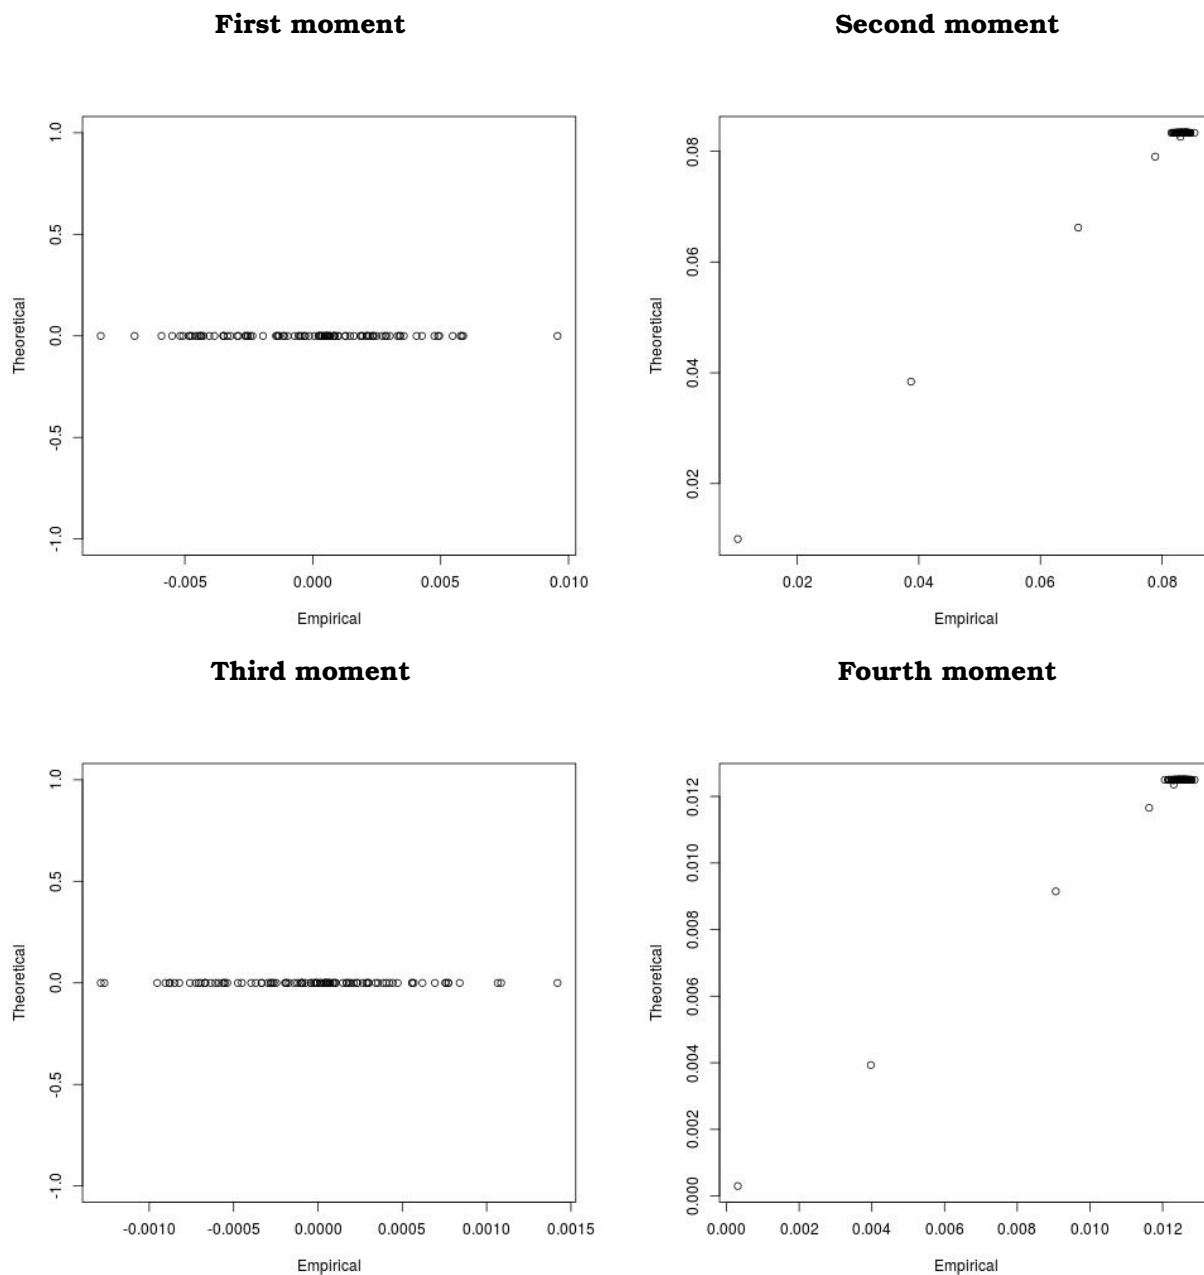 First moment
Second moment
1.0
0.5
0.0
-0.5
-1.0
Theoretical
-0.005 0.000 0.005 0.010
Empirical
0.08
0.06
0.04
0.02
Theoretical
0.02 0.04 0.06 0.08
Empirical
Third moment
Fourth moment
1.0
0.5
0.0
-0.5
-1.0
Theoretical
-0.0010 -0.0005 0.0000 0.0005 0.0010 0.0015
Empirical
0.012
0.010
0.008
0.006
0.004
0.002
0.000
Theoretical
0.000 0.002 0.004 0.006 0.008 0.010 0.012
Empirical